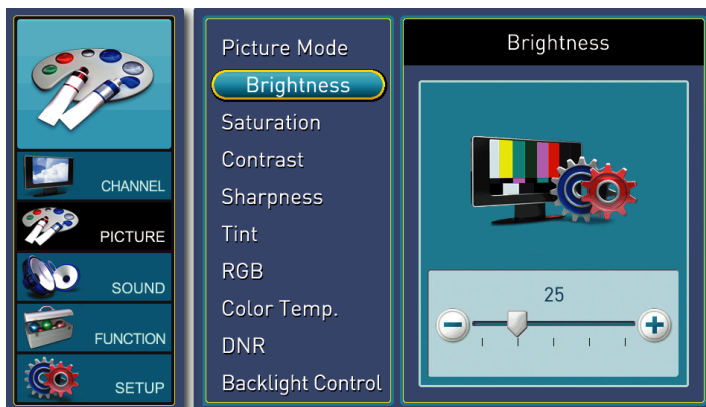 CHANNEL
PICTURE
SOUND
FUNCTION
SETUP
Picture Mode
Brightness
Saturation
Contrast
Sharpness
Tint
RGB
Color Temp.
DNR
Backlight Control
Brightness
25